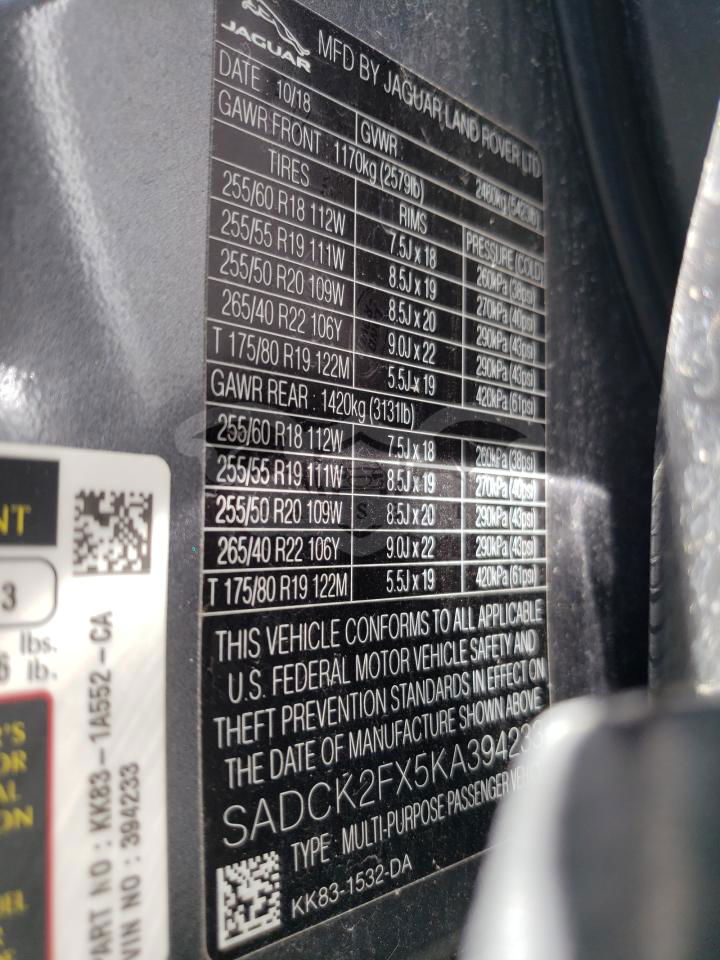 JAGUAR
MFD BY JAGUAR LAND ROVER LTD
DATE : 10/18
GVWR : 2460kg (5423lb)
GAWR FRONT : 1170kg (2579lb)
TIRES RIMS PRESSURE (COLD)
255/60 R18 112W 7.5J x 18 260kPa (38psi)
255/55 R19 111W 8.5J x 19 270kPa (40psi)
255/50 R20 109W 8.5J x 20 290kPa (43psi)
265/40 R22 106Y 9.0J x 22 290kPa (43psi)
T 175/80 R19 122M 5.5J x 19 420kPa (61psi)
GAWR REAR : 1420kg (3131lb)
255/60 R18 112W 7.5J x 18 260kPa (38psi)
255/55 R19 111W 8.5J x 19 270kPa (40psi)
255/50 R20 109W 8.5J x 20 290kPa (43psi)
265/40 R22 106Y 9.0J x 22 290kPa (43psi)
T 175/80 R19 122M 5.5J x 19 420kPa (61psi)
THIS VEHICLE CONFORMS TO ALL APPLICABLE
U.S. FEDERAL MOTOR VEHICLE SAFETY AND
THEFT PREVENTION STANDARDS IN EFFECT ON
THE DATE OF MANUFACTURE SHOWN ABOVE
SADCK2FX5KA394233
TYPE : MULTI-PURPOSE PASSENGER
KK83-1532-DA
NT
3
lbs.
6 lb.
PART NO : KK83-1A552-CA
VIN NO : 394233